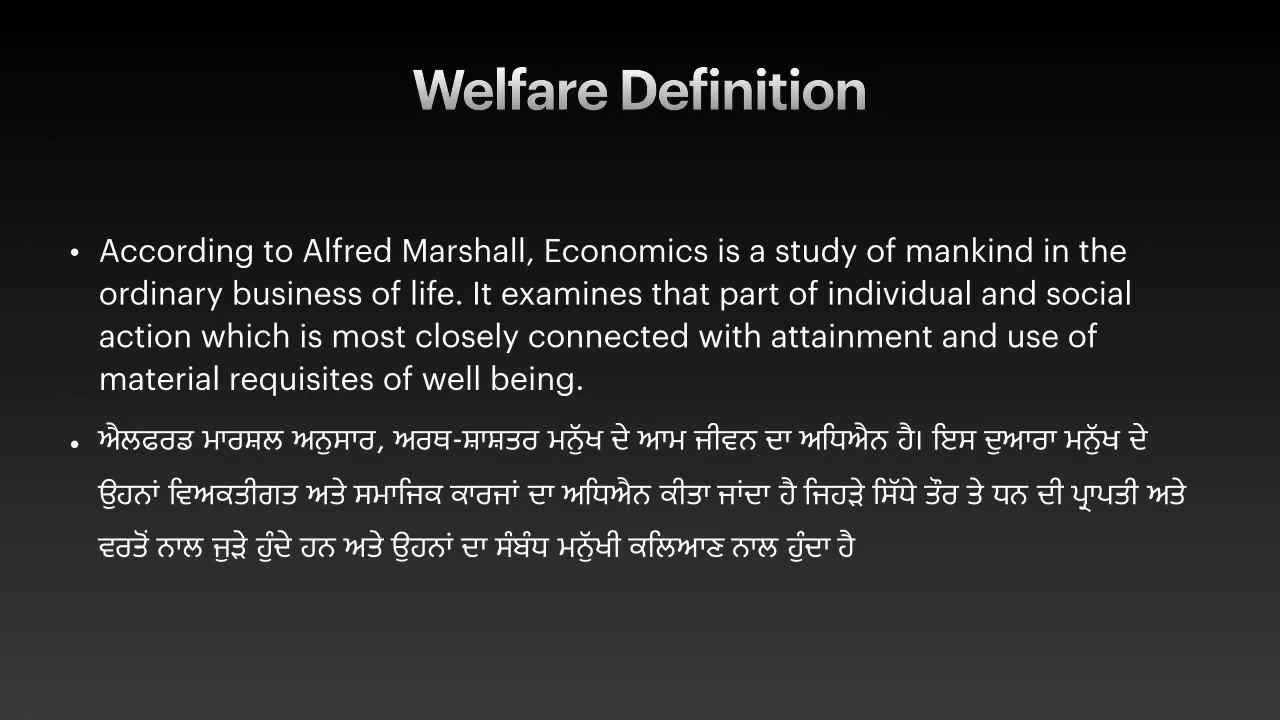 Welfare Definition
• According to Alfred Marshall, Economics is a study of mankind in the
ordinary business of life. It examines that part of individual and social
action which is most closely connected with attainment and use of
material requisites of well being.
• ਐਲਫਰਡ ਮਾਰਸ਼ਲ ਅਨੁਸਾਰ, ਅਰਥ-ਸ਼ਾਸ਼ਤਰ ਮਨੁੱਖ ਦੇ ਆਮ ਜੀਵਨ ਦਾ ਅਧਿਐਨ ਹੈ। ਇਸ ਦੁਆਰਾ ਮਨੁੱਖ ਦੇ
ਉਹਨਾਂ ਵਿਅਕਤੀਗਤ ਅਤੇ ਸਮਾਜਿਕ ਕਾਰਜਾਂ ਦਾ ਅਧਿਐਨ ਕੀਤਾ ਜਾਂਦਾ ਹੈ ਜਿਹੜੇ ਸਿੱਧੇ ਤੌਰ ਤੇ ਧਨ ਦੀ ਪ੍ਰਾਪਤੀ ਅਤੇ
ਵਰਤੋਂ ਨਾਲ ਜੁੜੇ ਹੁੰਦੇ ਹਨ ਅਤੇ ਉਹਨਾਂ ਦਾ ਸੰਬੰਧ ਮਨੁੱਖੀ ਕਲਿਆਣ ਨਾਲ ਹੁੰਦਾ ਹੈ